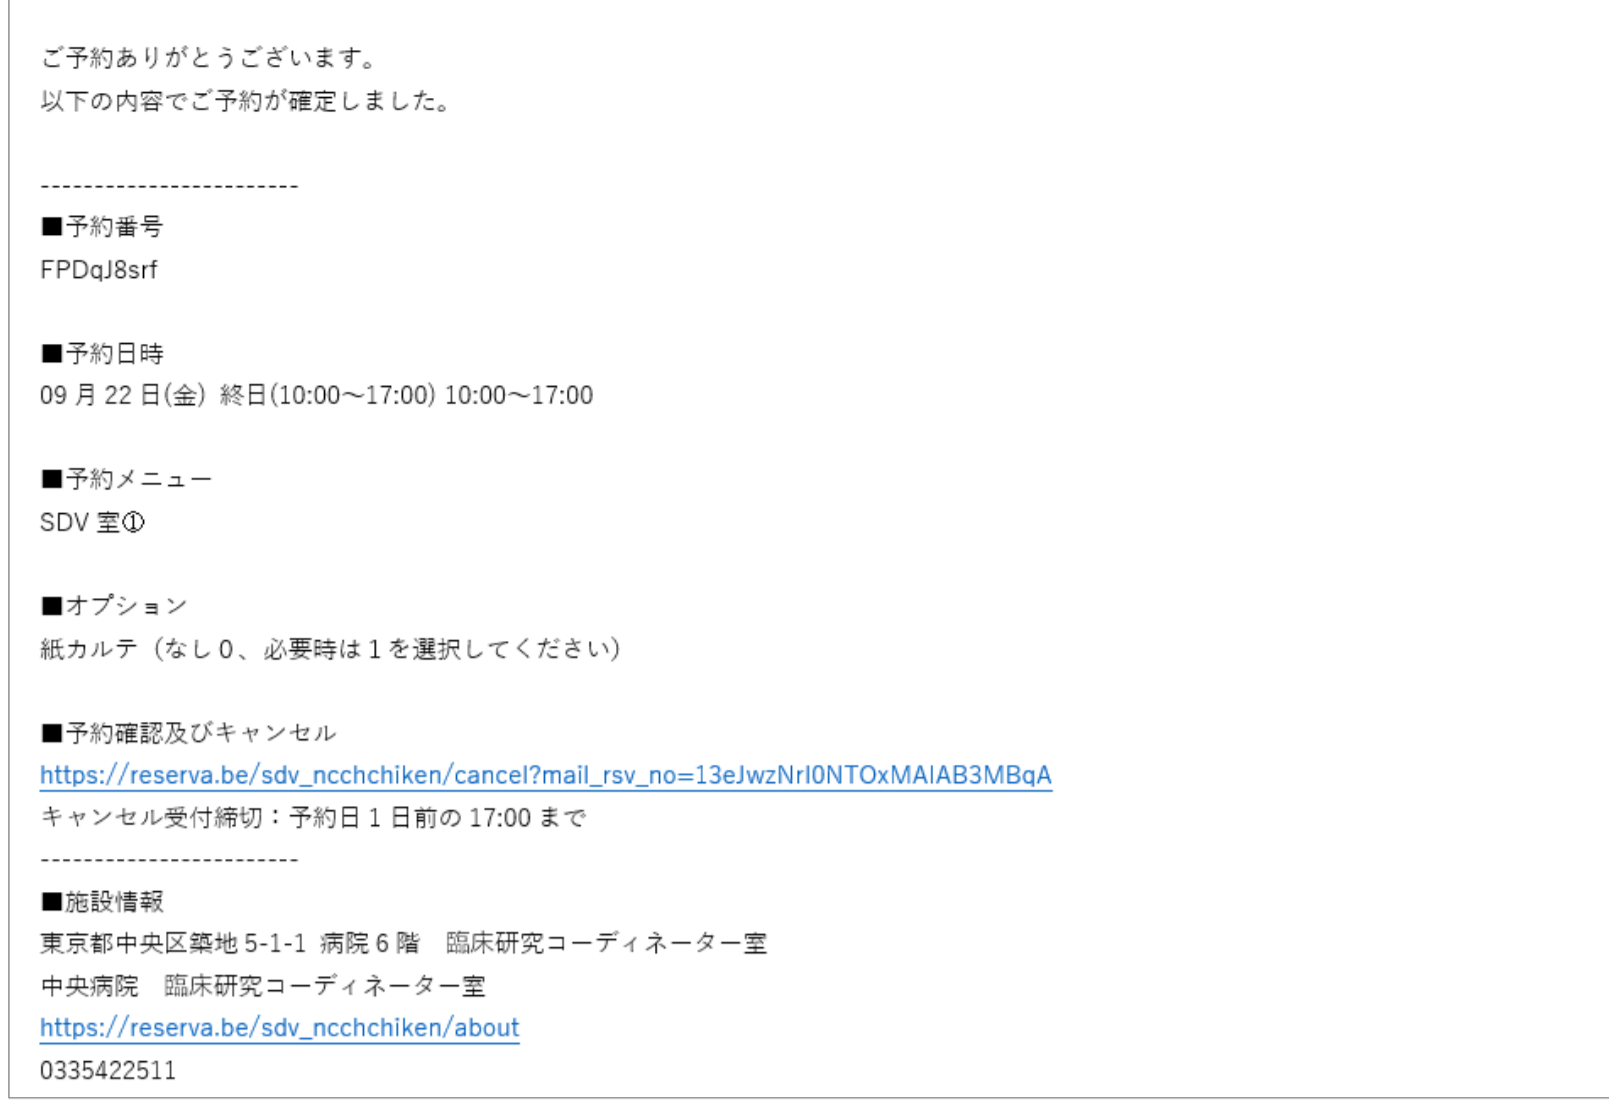 ご予約ありがとうございます。
以下の内容でご予約が確定しました。
------------------------
■予約番号
FPDqJ8srf
■予約日時
09 月 22 日(金) 終日(10:00～17:00) 10:00～17:00
■予約メニュー
SDV 室①
■オプション
紙カルテ（なし０、必要時は１を選択してください）
■予約確認及びキャンセル
https://reserva.be/sdv_ncchchiken/cancel?mail_rsv_no=13eJwzNrI0NTOxMAIAB3MBqA
キャンセル受付締切：予約日 1 日前の 17:00 まで
------------------------
■施設情報
東京都中央区築地 5-1-1 病院 6 階　臨床研究コーディネーター室
中央病院　臨床研究コーディネーター室
https://reserva.be/sdv_ncchchiken/about
0335422511